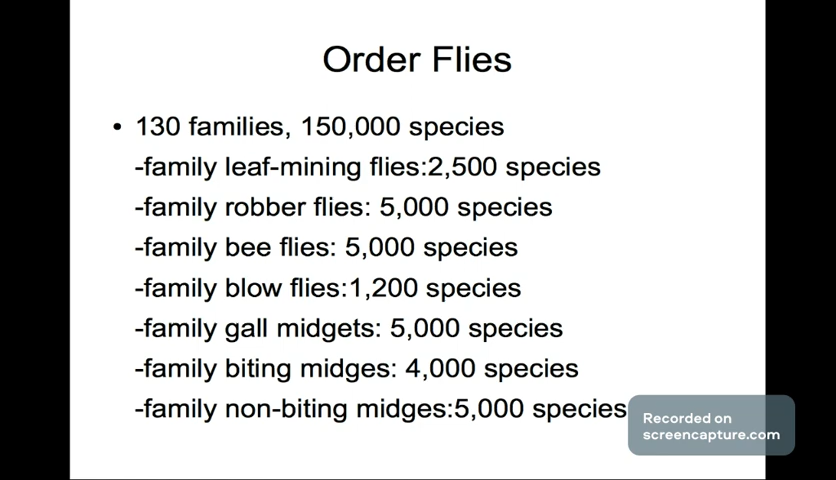 Order Flies
• 130 families, 150,000 species
-family leaf-mining flies:2,500 species
-family robber flies: 5,000 species
-family bee flies: 5,000 species
-family blow flies:1,200 species
-family gall midgets: 5,000 species
-family biting midges: 4,000 species
-family non-biting midges:5,000 species
Recorded on
screencapture.com